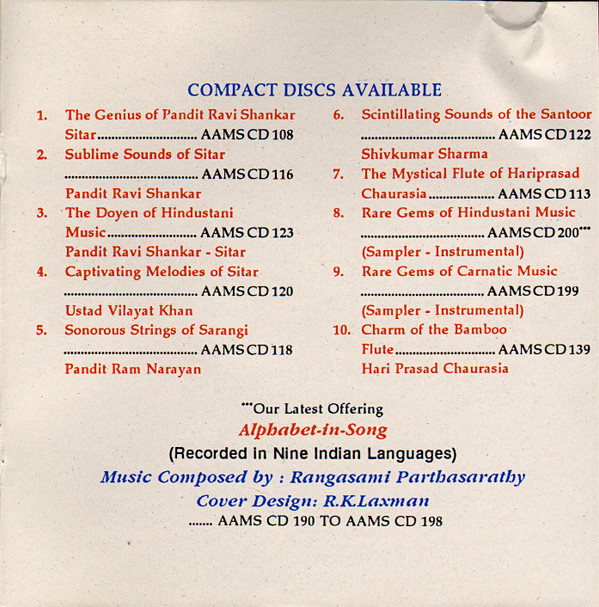 COMPACT DISCS AVAILABLE
1. The Genius of Pandit Ravi Shankar
Sitar............................. AAMS CD 108
2. Sublime Sounds of Sitar
....................................... AAMS CD 116
Pandit Ravi Shankar
3. The Doyen of Hindustani
Music.......................... AAMS CD 123
Pandit Ravi Shankar - Sitar
4. Captivating Melodies of Sitar
....................................... AAMS CD 120
Ustad Vilayat Khan
5. Sonorous Strings of Sarangi
....................................... AAMS CD 118
Pandit Ram Narayan
6. Scintillating Sounds of the Santoor
....................................... AAMS CD 122
Shivkumar Sharma
7. The Mystical Flute of Hariprasad
Chaurasia................... AAMS CD 113
8. Rare Gems of Hindustani Music
.................................... AAMS CD 200***
(Sampler - Instrumental)
9. Rare Gems of Carnatic Music
.................................... AAMS CD 199
(Sampler - Instrumental)
10. Charm of the Bamboo
Flute............................. AAMS CD 139
Hari Prasad Chaurasia
***Our Latest Offering
Alphabet-in-Song
(Recorded in Nine Indian Languages)
Music Composed by : Rangasami Parthasarathy
Cover Design: R.K.Laxman
....... AAMS CD 190 TO AAMS CD 198